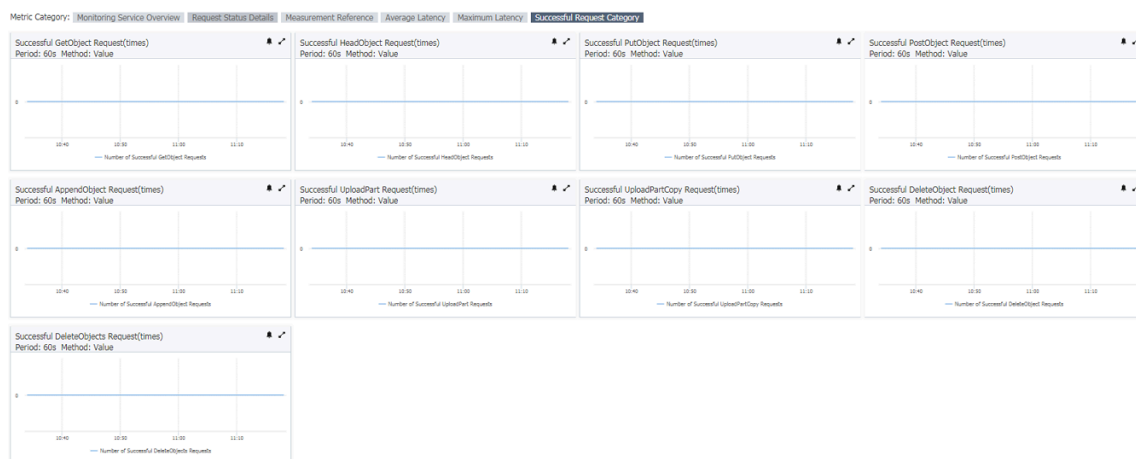 Metric Category: Monitoring Service Overview Request Status Details Measurement Reference Average Latency Maximum Latency Successful Request Category
Successful GetObject Request(times)
Period: 60s Method: Value
0
10:40 10:50 11:00 11:10
Number of Successful GetObject Requests
Successful HeadObject Request(times)
Period: 60s Method: Value
0
10:40 10:50 11:00 11:10
Number of Successful HeadObject Requests
Successful PutObject Request(times)
Period: 60s Method: Value
0
10:40 10:50 11:00 11:10
Number of Successful PutObject Requests
Successful PostObject Request(times)
Period: 60s Method: Value
0
10:40 10:50 11:00 11:10
Number of Successful PostObject Requests
Successful AppendObject Request(times)
Period: 60s Method: Value
0
10:40 10:50 11:00 11:10
Number of Successful AppendObject Requests
Successful UploadPart Request(times)
Period: 60s Method: Value
0
10:40 10:50 11:00 11:10
Number of Successful UploadPart Requests
Successful UploadPartCopy Request(times)
Period: 60s Method: Value
0
10:40 10:50 11:00 11:10
Number of Successful UploadPartCopy Requests
Successful DeleteObject Request(times)
Period: 60s Method: Value
0
10:40 10:50 11:00 11:10
Number of Successful DeleteObject Requests
Successful DeleteObjects Request(times)
Period: 60s Method: Value
0
10:40 10:50 11:00 11:10
Number of Successful DeleteObjects Requests